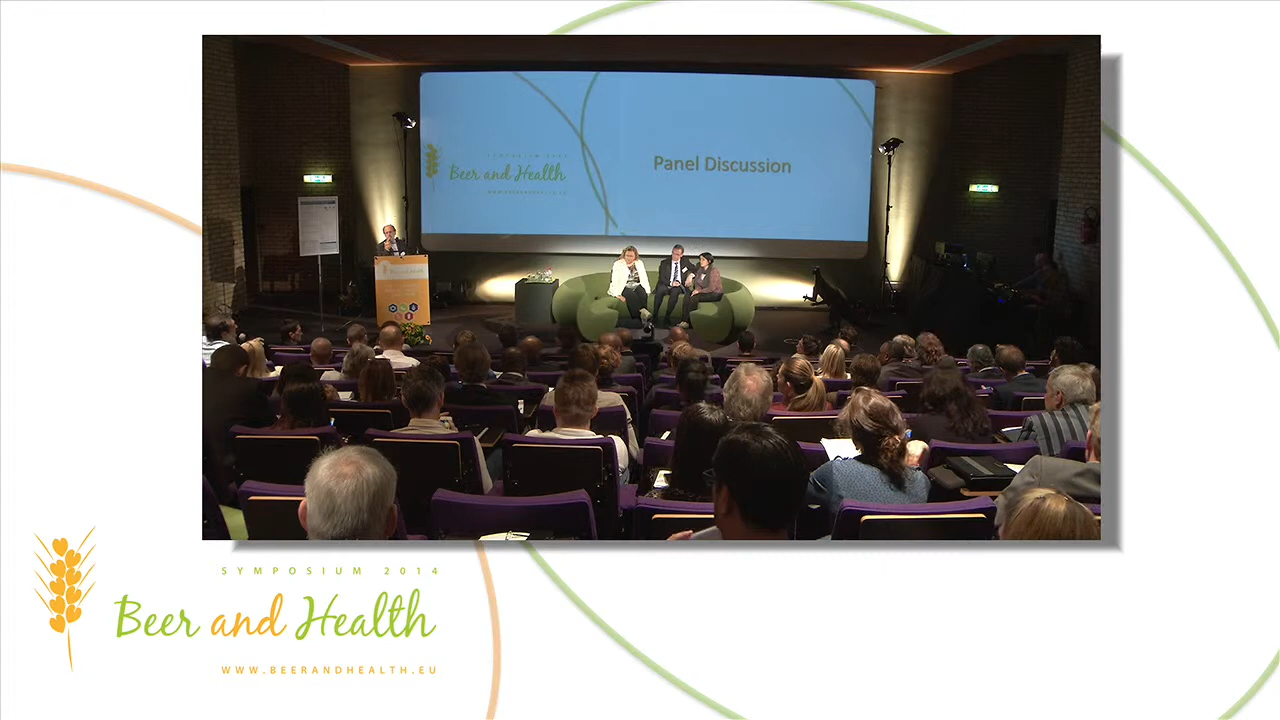 Beer and Health
Panel Discussion
SYMPOSIUM 2014
Beer and Health
WWW.BEERANDHEALTH.EU